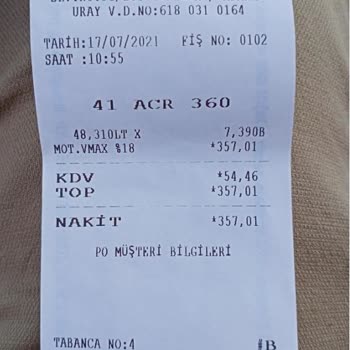 URAY V.D.NO:618 031 0164
TARİH:17/07/2021 FİŞ NO: 0102
SAAT :10:55
41 ACR 360
48,310LT X 7,390B
MOT.VMAX %18 *357,01
KDV *54,46
TOP *357,01
NAKİT *357,01
PO MÜŞTERİ BİLGİLERİ
TABANCA NO:4 B